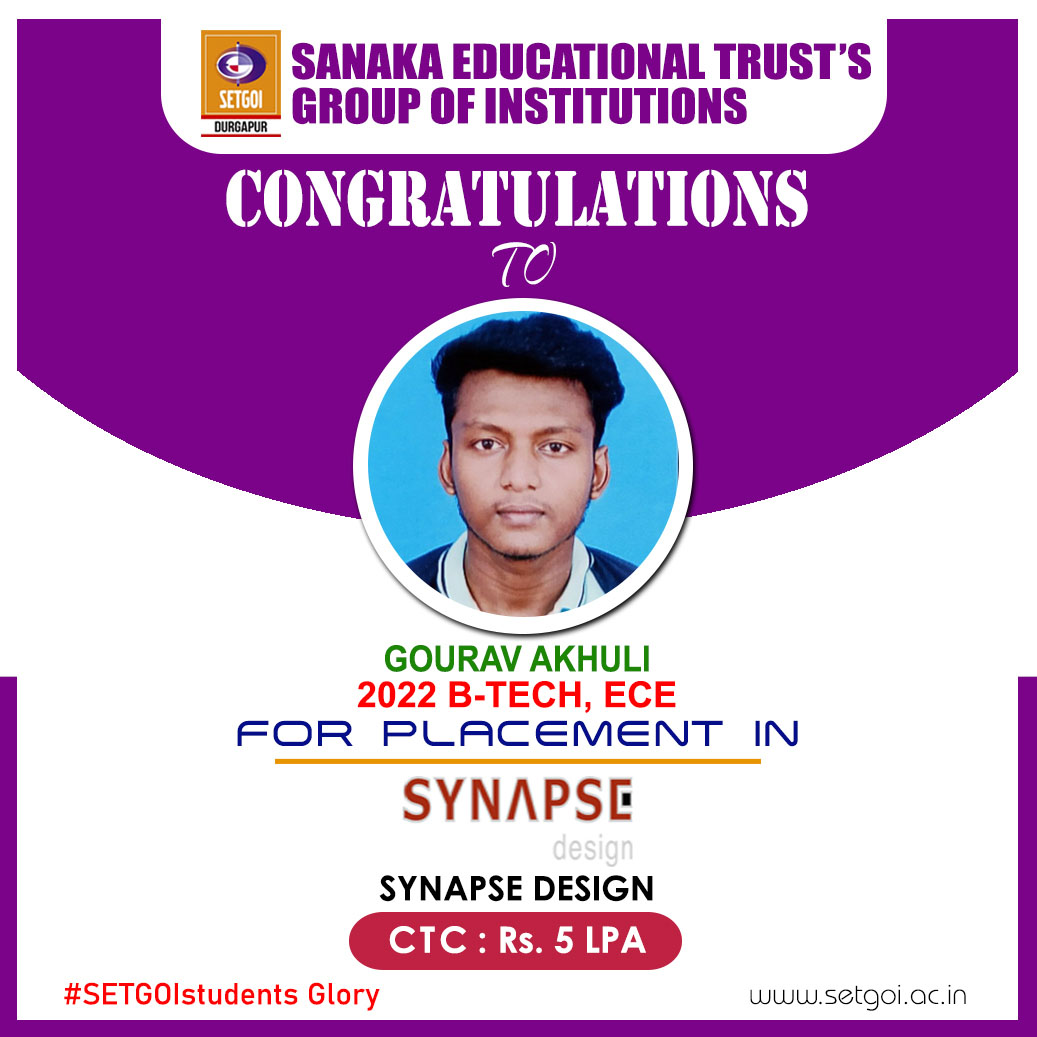 SETGOI
DURGAPUR
SANAKA EDUCATIONAL TRUST'S
GROUP OF INSTITUTIONS
CONGRATULATIONS
TO
GOURAV AKHULI
2022 B-TECH, ECE
FOR PLACEMENT IN
SYNAPSE
design
SYNAPSE DESIGN
CTC : Rs. 5 LPA
#SETGOIstudents Glory
www.setgoi.ac.in